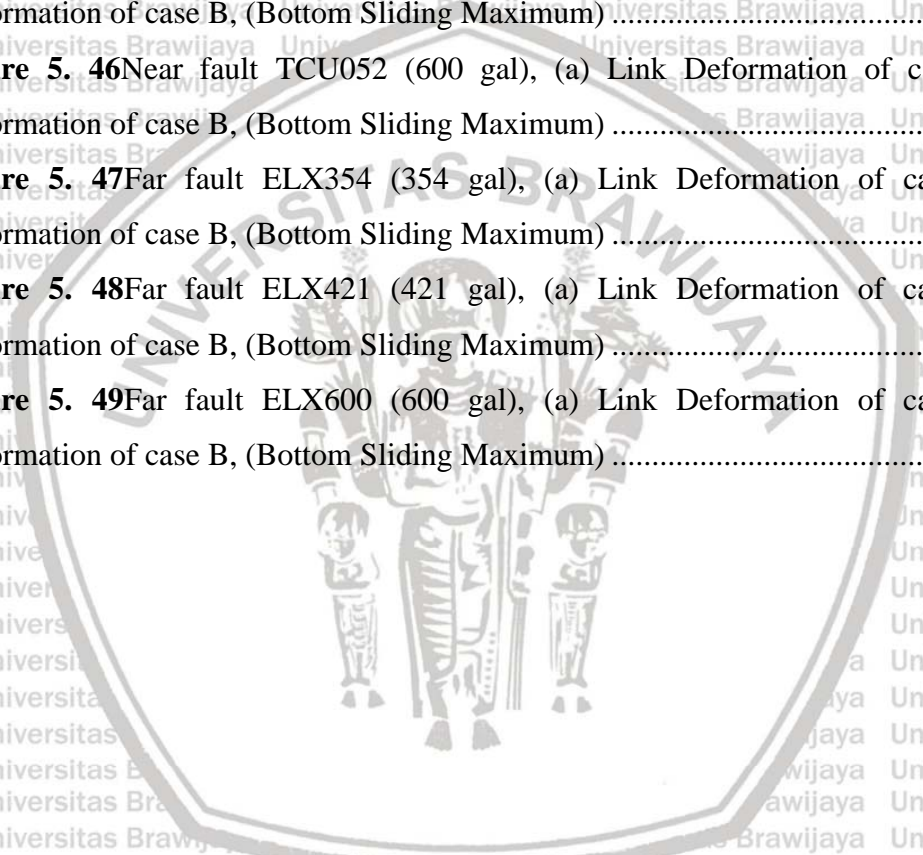 ormation of case B, (Bottom Sliding Maximum) ................................
re 5. 46Near fault TCU052 (600 gal), (a) Link Deformation of c
ormation of case B, (Bottom Sliding Maximum) ................................
re 5. 47Far fault ELX354 (354 gal), (a) Link Deformation of ca
ormation of case B, (Bottom Sliding Maximum) ................................
re 5. 48Far fault ELX421 (421 gal), (a) Link Deformation of ca
ormation of case B, (Bottom Sliding Maximum) ................................
re 5. 49Far fault ELX600 (600 gal), (a) Link Deformation of ca
ormation of case B, (Bottom Sliding Maximum) ................................
UNIVERSITAS BRAWIJAYA